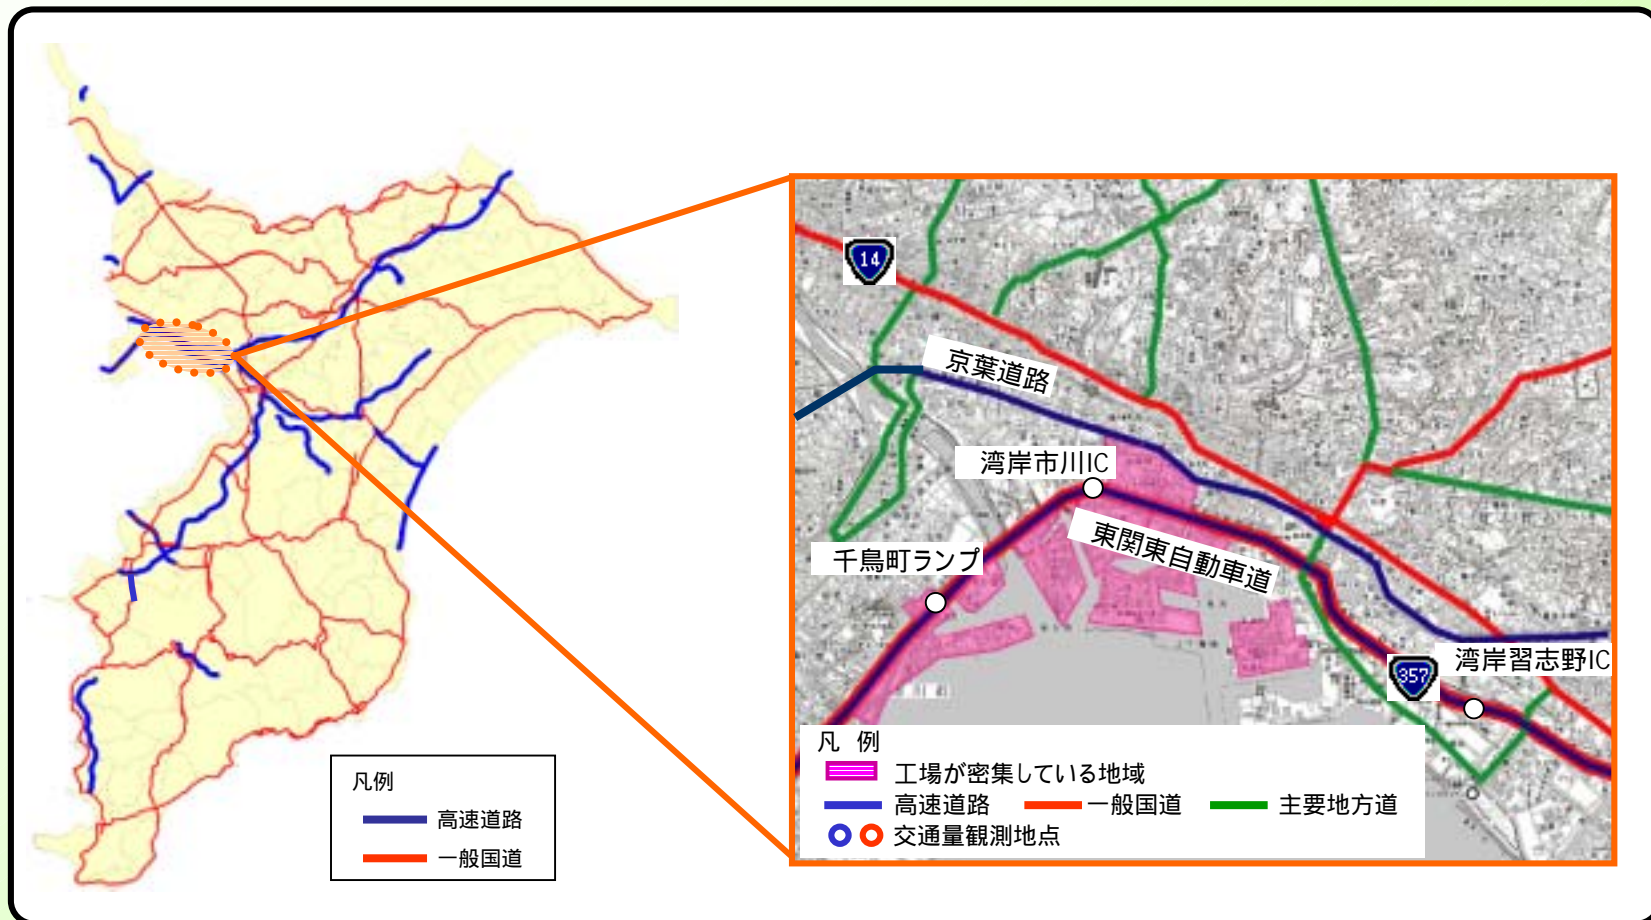 14
京葉道路
湾岸市川IC
東関東自動車道
千鳥町ランプ
湾岸習志野IC
357
凡 例
工場が密集している地域
高速道路 一般国道 主要地方道
交通量観測地点
凡例
高速道路
一般国道